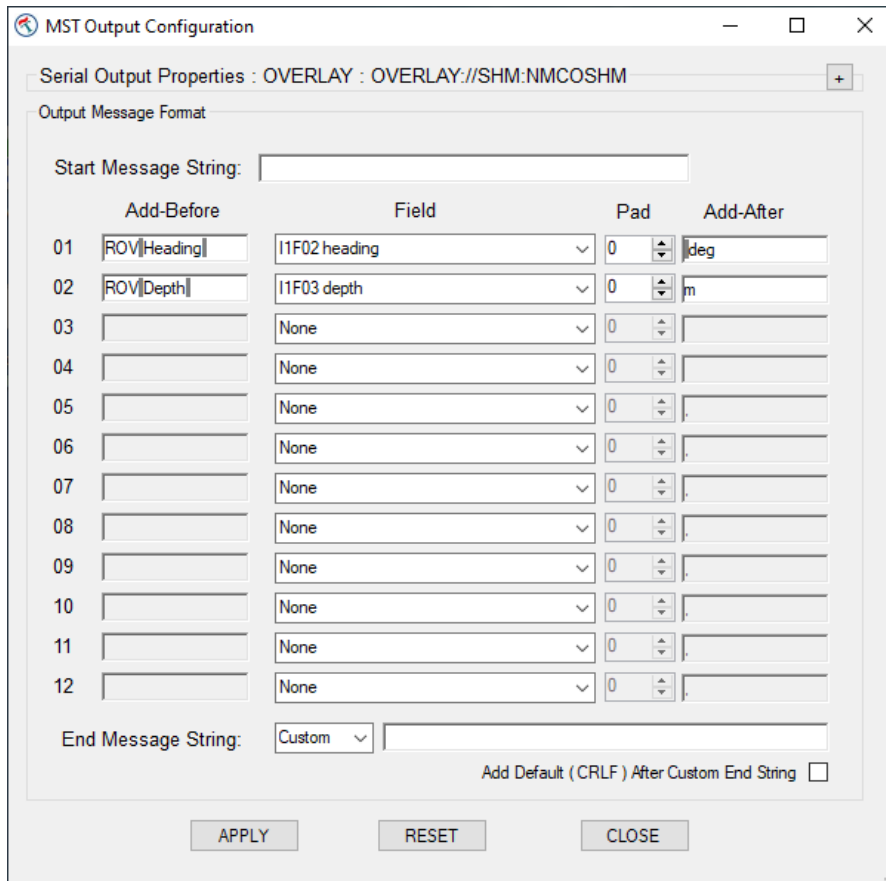 MST Output Configuration
Serial Output Properties : OVERLAY : OVERLAY://SHM:NMCOSHM +
Output Message Format
Start Message String:
Add-Before Field Pad Add-After
01 ROV Heading I1F02 heading 0 deg
02 ROV Depth I1F03 depth 0 m
03 None 0
04 None 0
05 None 0 ,
06 None 0 ,
07 None 0 ,
08 None 0 ,
09 None 0 ,
10 None 0 ,
11 None 0 ,
12 None 0 ,
End Message String: Custom
Add Default ( CRLF ) After Custom End String
APPLY RESET CLOSE